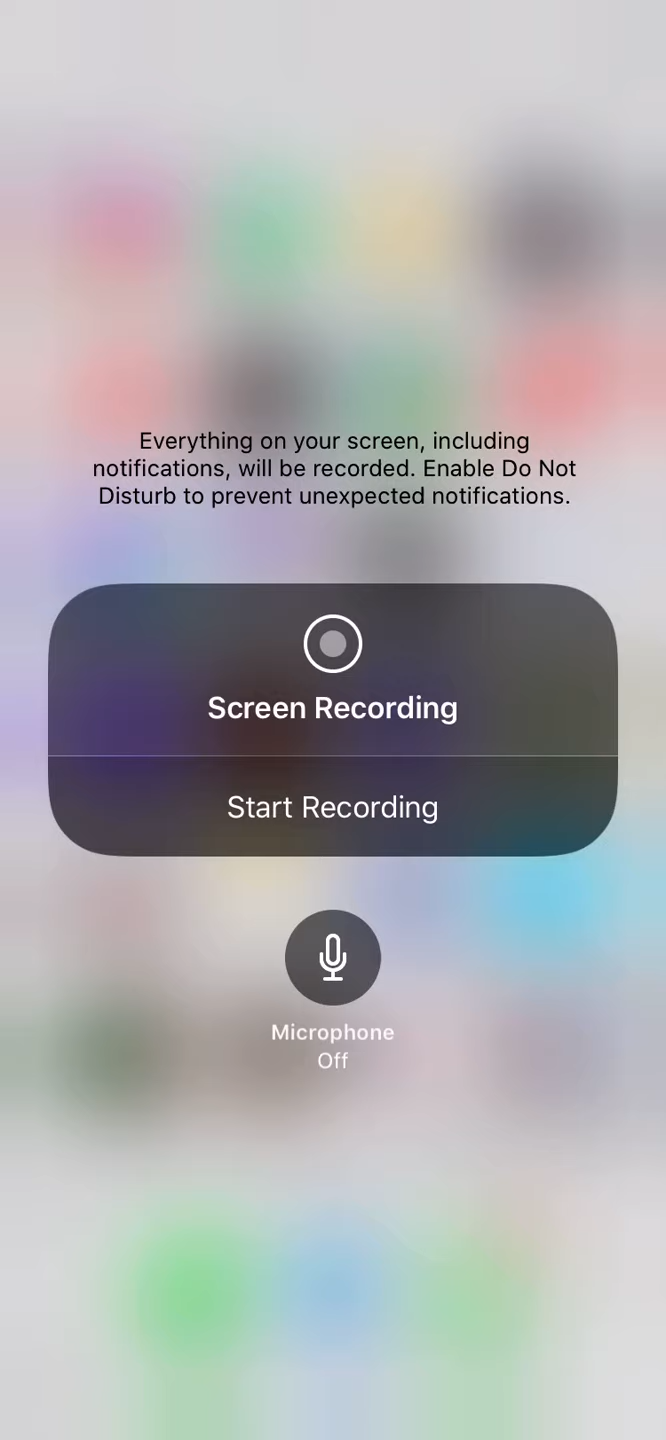 Everything on your screen, including
notifications, will be recorded. Enable Do Not
Disturb to prevent unexpected notifications.
Screen Recording
Start Recording
Microphone
Off